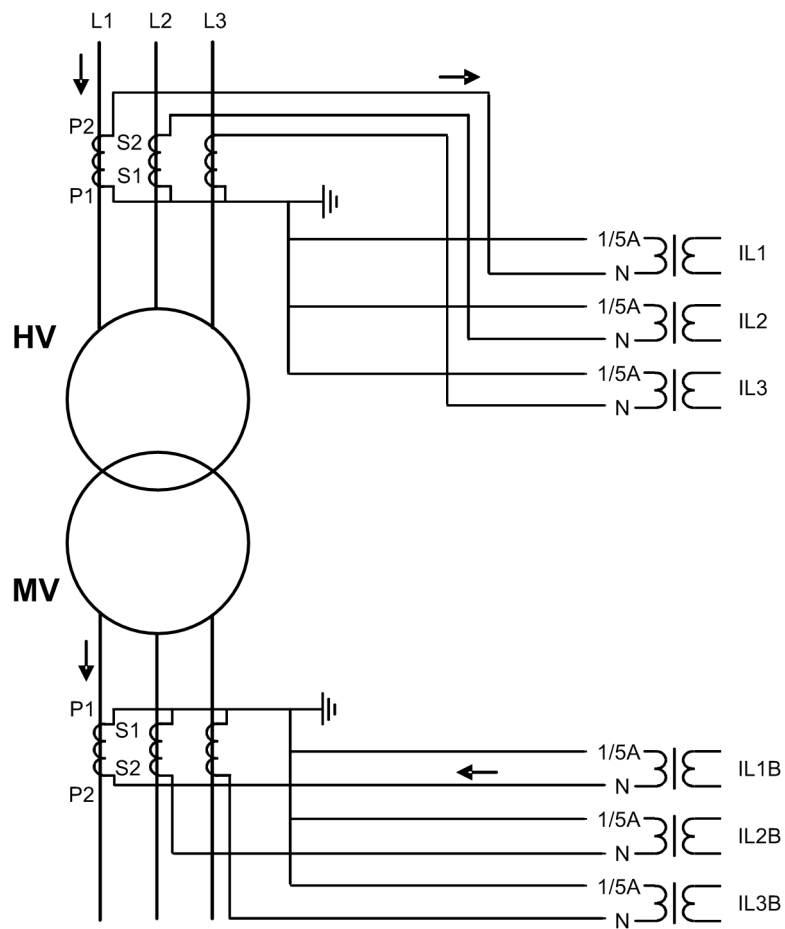 L1 L2 L3
P2
S2
S1
P1
1/5A
IL1
N
HV
1/5A
IL2
N
1/5A
IL3
N
MV
P1
S1
S2
P2
1/5A
IL1B
N
1/5A
IL2B
N
1/5A
IL3B
N